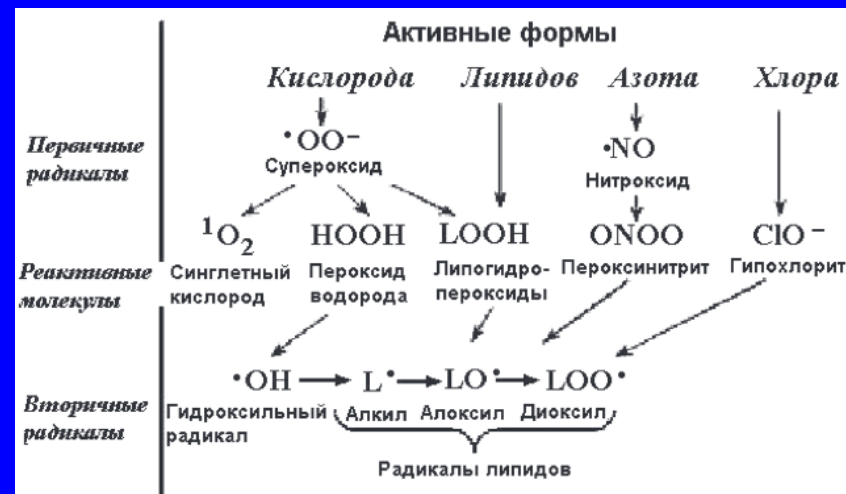 Активные формы
Кислорода Липидов Азота Хлора
Первичные
радикалы
•OO−
Супероксид
•NO
Нитроксид
Реактивные
молекулы
¹O₂ HOOH LOOH ONOO ClO−
Синглетный
кислород
Пероксид
водорода
Липогидро-
пероксиды
Пероксинитрит
Гипохлорит
Вторичные
радикалы
•OH → L• → LO• → LOO•
Гидроксильный
радикал
Алкил Алоксил Диоксил
Радикалы липидов